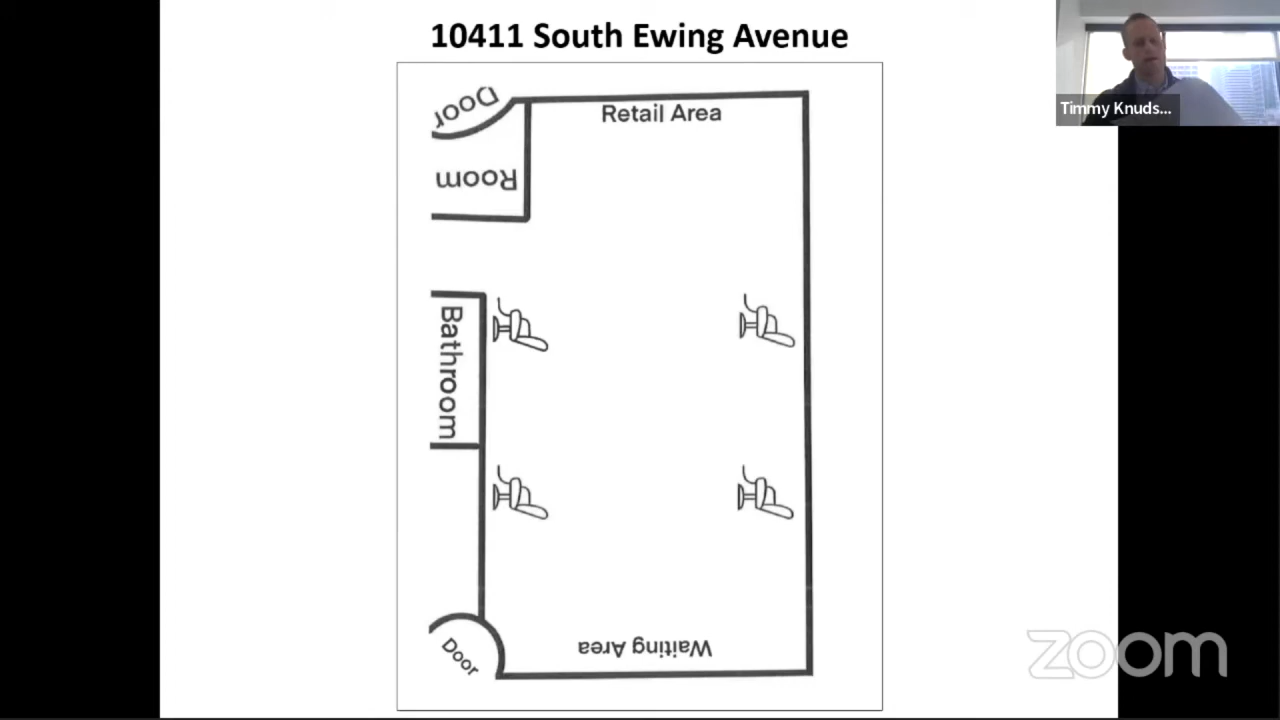 10411 South Ewing Avenue
Timmy Knuds...
Door
Retail Area
Room
Bathroom
Door
Waiting Area
zoom